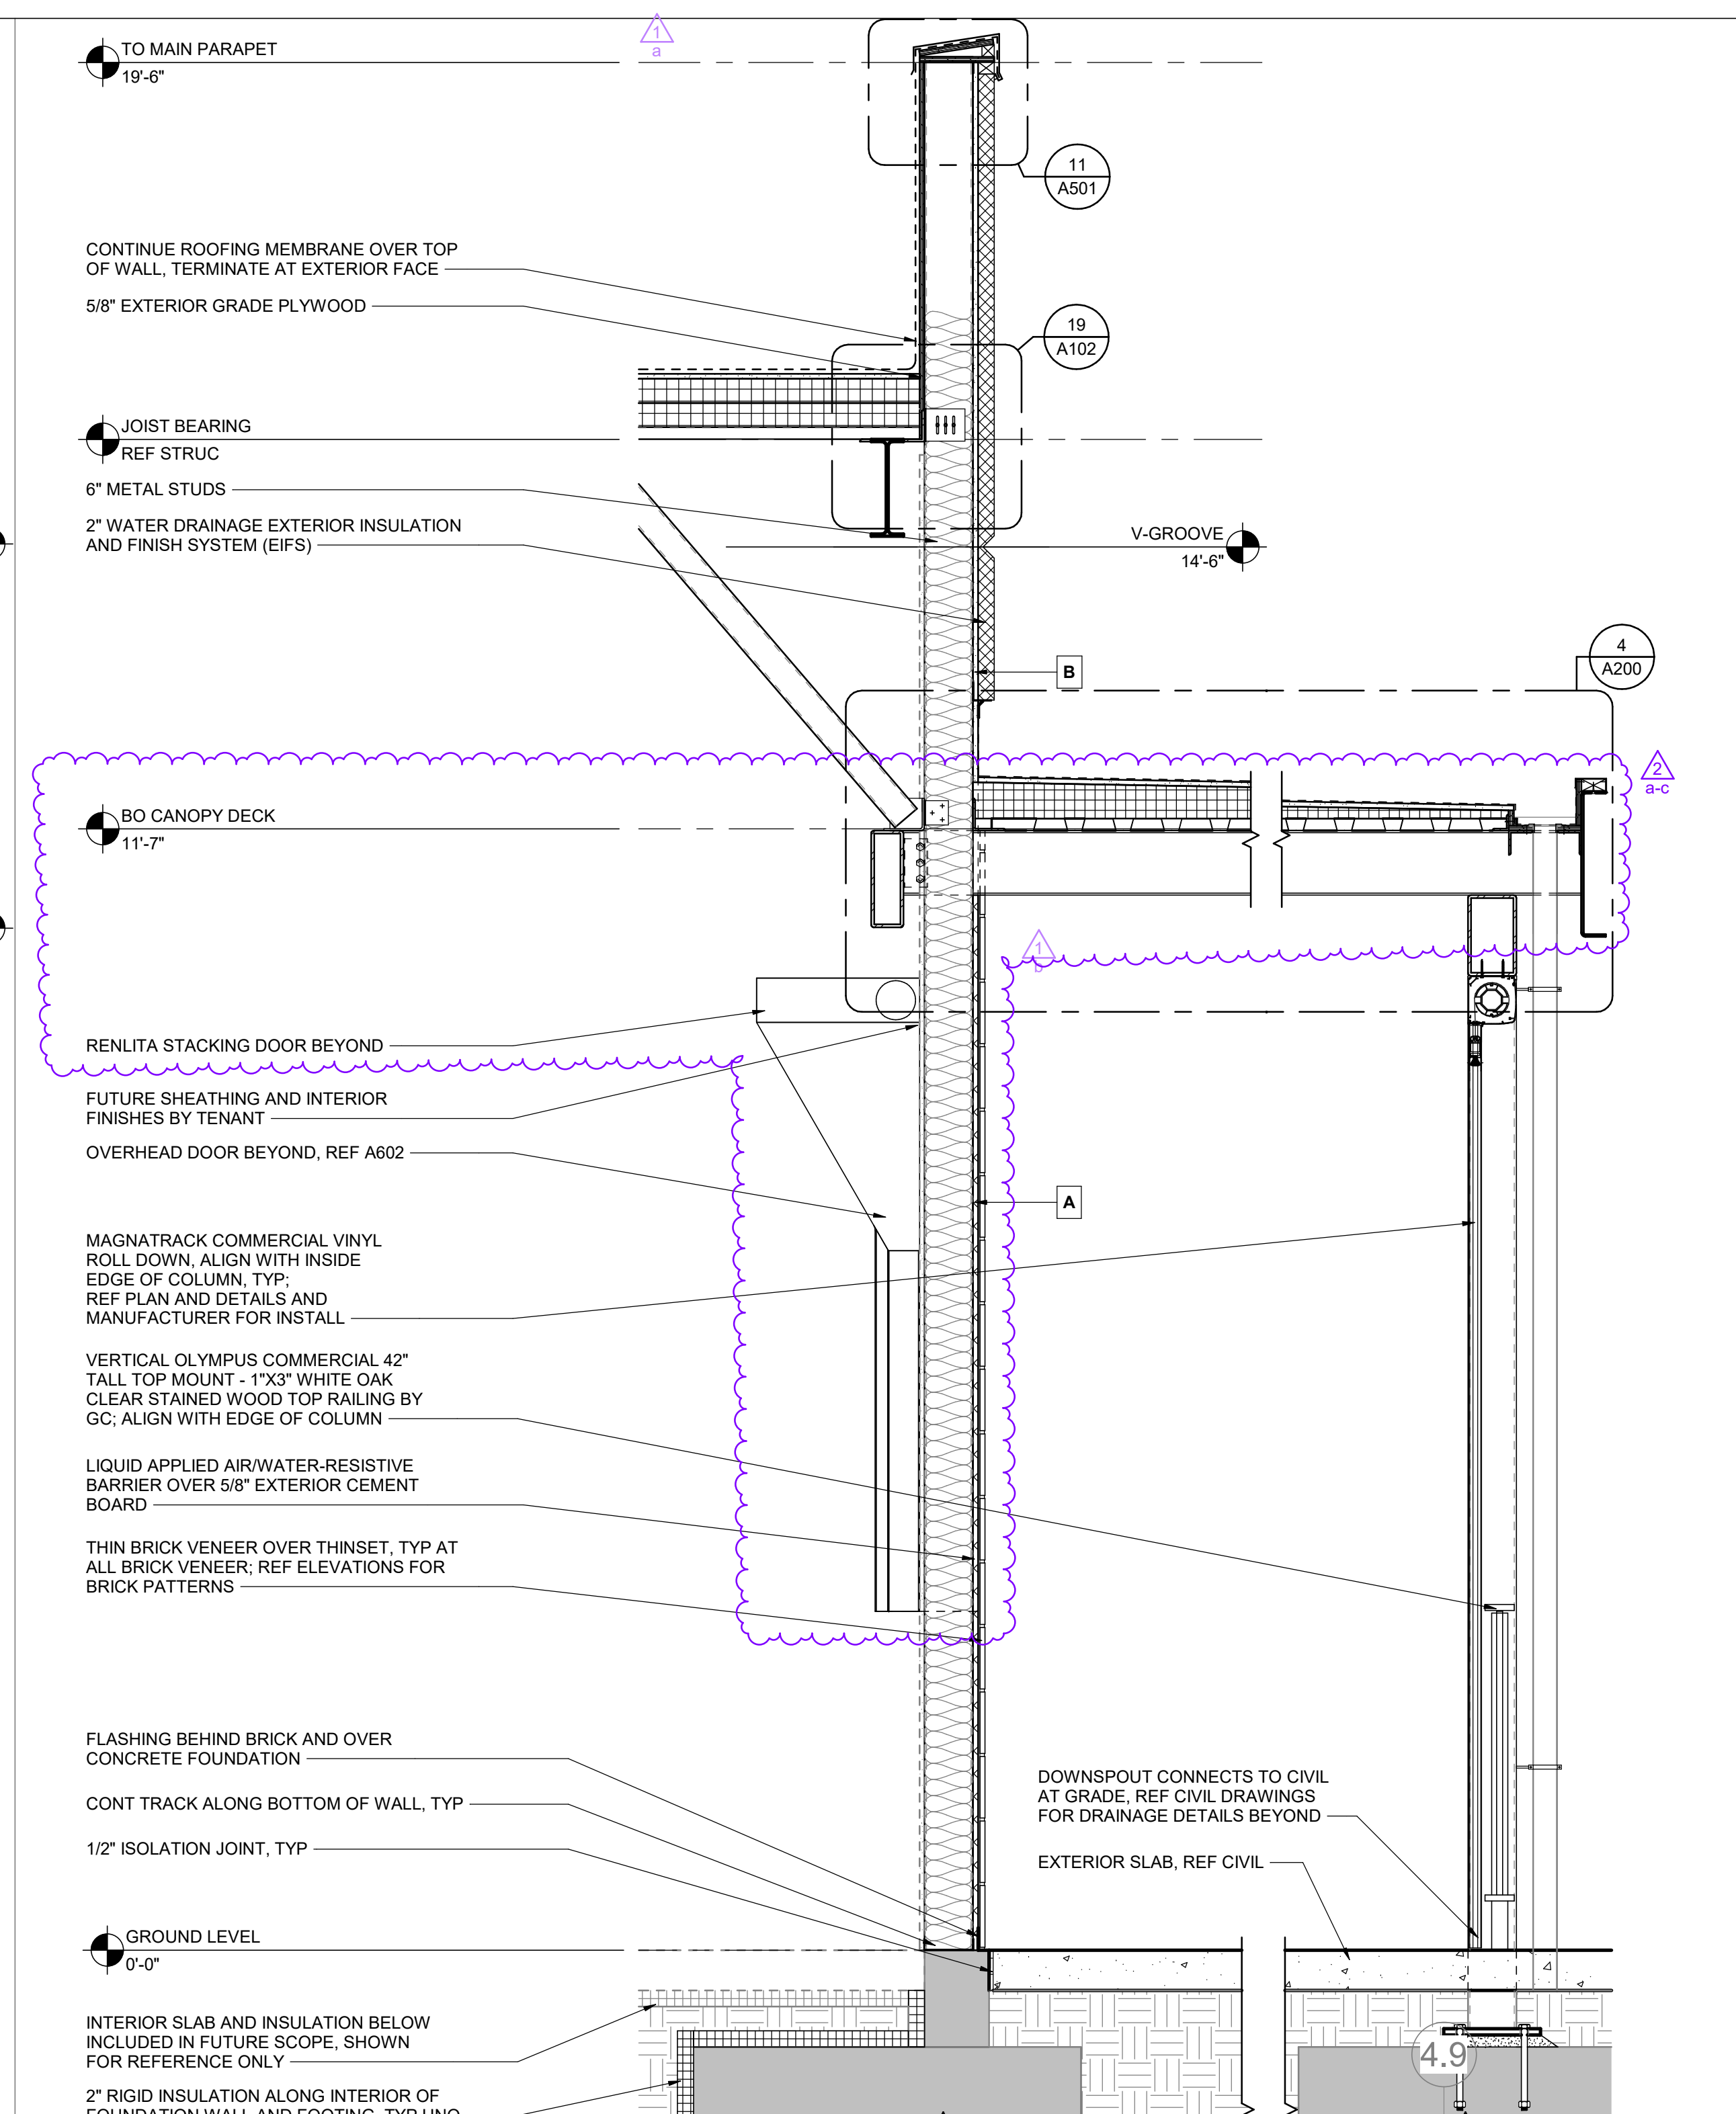 1
a
TO MAIN PARAPET
19'-6"
11
A501
CONTINUE ROOFING MEMBRANE OVER TOP
OF WALL, TERMINATE AT EXTERIOR FACE
5/8" EXTERIOR GRADE PLYWOOD
19
A102
JOIST BEARING
REF STRUC
6" METAL STUDS
2" WATER DRAINAGE EXTERIOR INSULATION
AND FINISH SYSTEM (EIFS)
V-GROOVE
14'-6"
4
A200
B
2
a-c
BO CANOPY DECK
11'-7"
1
b
RENLITA STACKING DOOR BEYOND
FUTURE SHEATHING AND INTERIOR
FINISHES BY TENANT
OVERHEAD DOOR BEYOND, REF A602
A
MAGNATRACK COMMERCIAL VINYL
ROLL DOWN, ALIGN WITH INSIDE
EDGE OF COLUMN, TYP;
REF PLAN AND DETAILS AND
MANUFACTURER FOR INSTALL
VERTICAL OLYMPUS COMMERCIAL 42"
TALL TOP MOUNT - 1"X3" WHITE OAK
CLEAR STAINED WOOD TOP RAILING BY
GC; ALIGN WITH EDGE OF COLUMN
LIQUID APPLIED AIR/WATER-RESISTIVE
BARRIER OVER 5/8" EXTERIOR CEMENT
BOARD
THIN BRICK VENEER OVER THINSET, TYP AT
ALL BRICK VENEER; REF ELEVATIONS FOR
BRICK PATTERNS
FLASHING BEHIND BRICK AND OVER
CONCRETE FOUNDATION
CONT TRACK ALONG BOTTOM OF WALL, TYP
1/2" ISOLATION JOINT, TYP
DOWNSPOUT CONNECTS TO CIVIL
AT GRADE, REF CIVIL DRAWINGS
FOR DRAINAGE DETAILS BEYOND
EXTERIOR SLAB, REF CIVIL
GROUND LEVEL
0'-0"
INTERIOR SLAB AND INSULATION BELOW
INCLUDED IN FUTURE SCOPE, SHOWN
FOR REFERENCE ONLY
4.9
2" RIGID INSULATION ALONG INTERIOR OF
FOUNDATION WALL AND FOOTING, TYP UNO